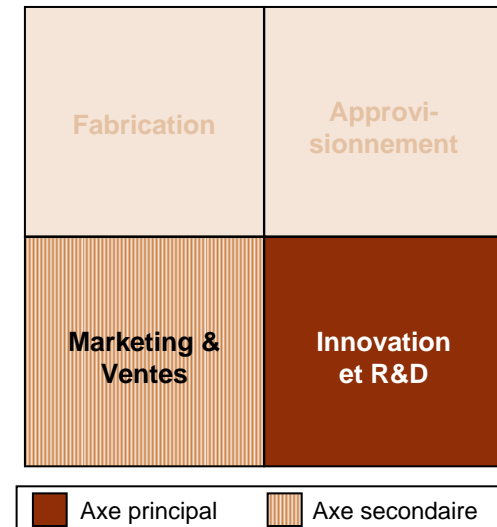 Fabrication
Approvi-
sionnement
Marketing &
Ventes
Innovation
et R&D
Axe principal
Axe secondaire